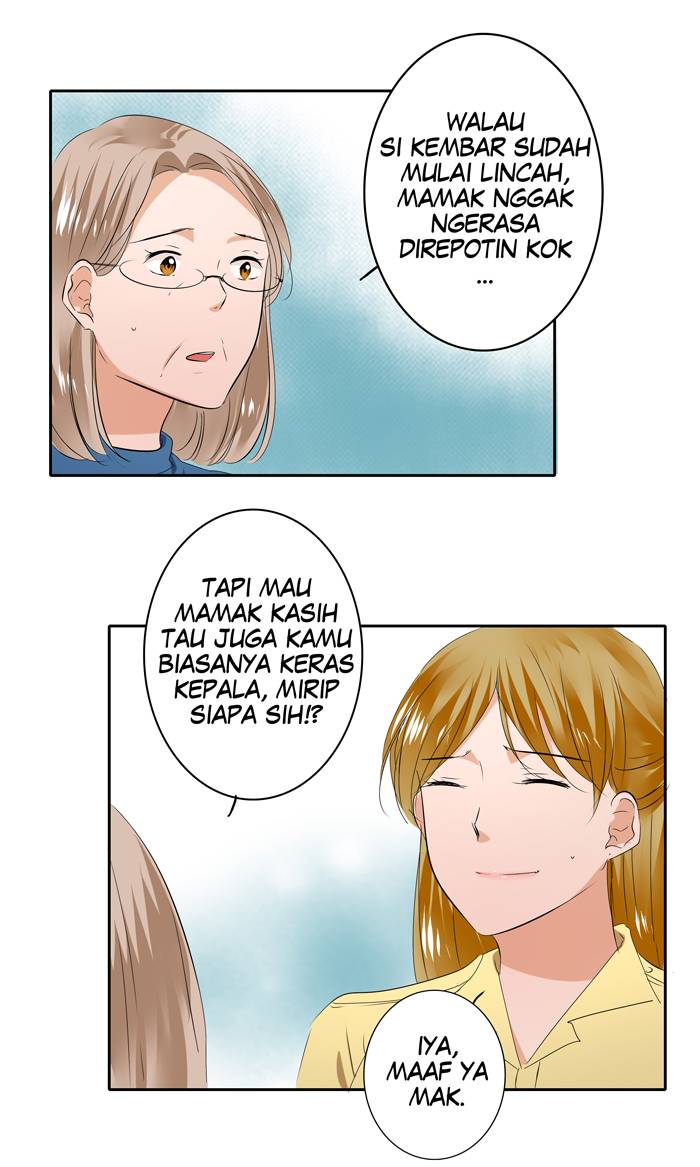 WALAU
SI KEMBAR SUDAH
MULAI LINCAH,
MAMAK NGGAK
NGERASA
DIREPOTIN KOK
...
TAPI MAU
MAMAK KASIH
TAU JUGA KAMU
BIASANYA KERAS
KEPALA, MIRIP
SIAPA SIH!?
IYA,
MAAF YA
MAK.